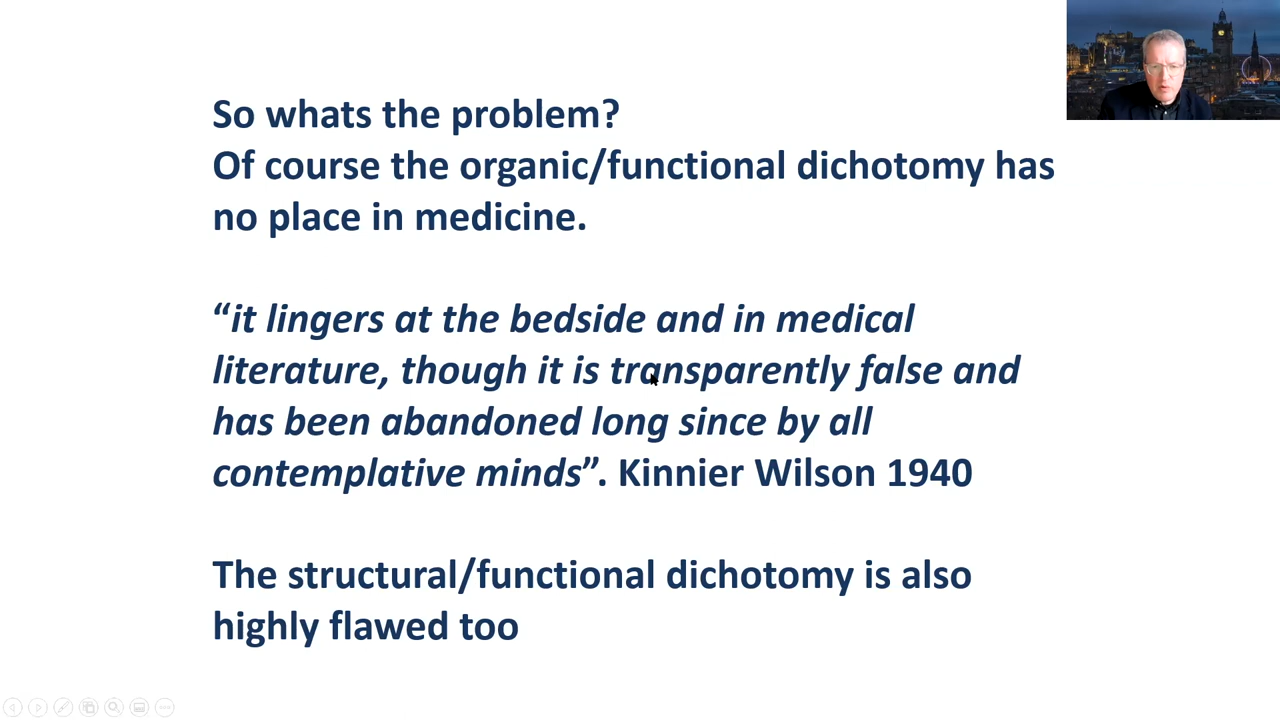 So whats the problem?
Of course the organic/functional dichotomy has
no place in medicine.
“it lingers at the bedside and in medical
literature, though it is transparently false and
has been abandoned long since by all
contemplative minds”. Kinnier Wilson 1940
The structural/functional dichotomy is also
highly flawed too